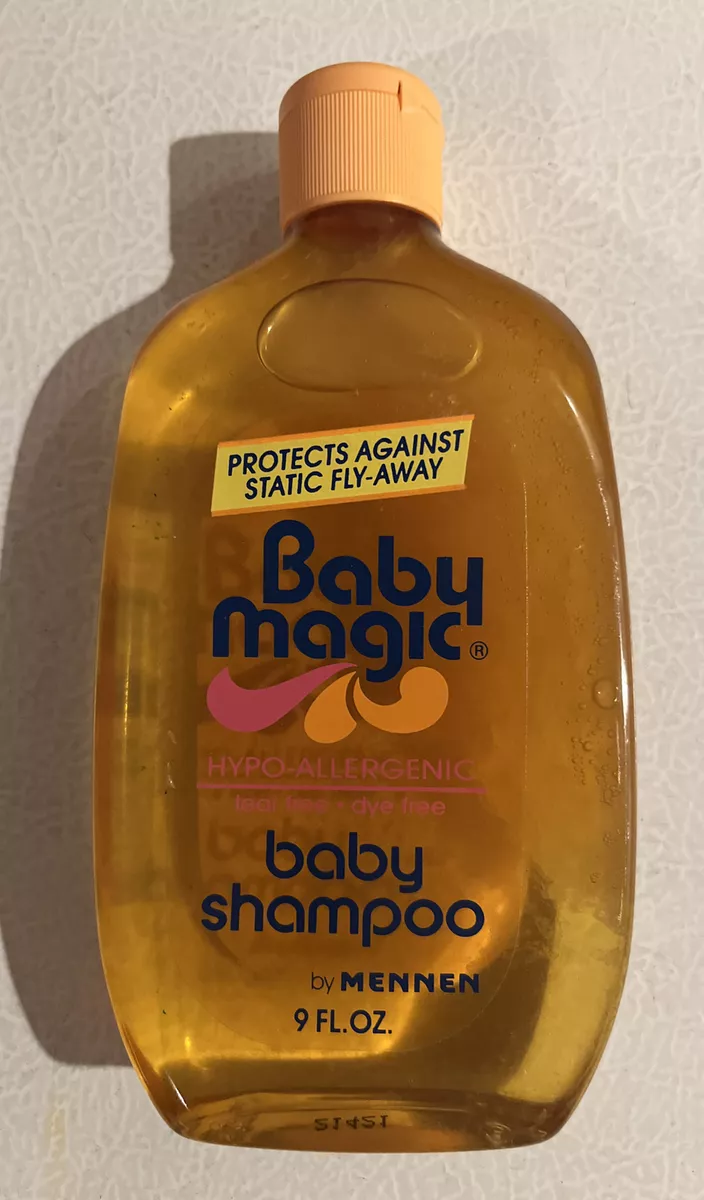 PROTECTS AGAINST
STATIC FLY-AWAY
Baby
magic®
HYPO-ALLERGENIC
tear free • dye free
baby
shampoo
by MENNEN
9 FL.OZ.